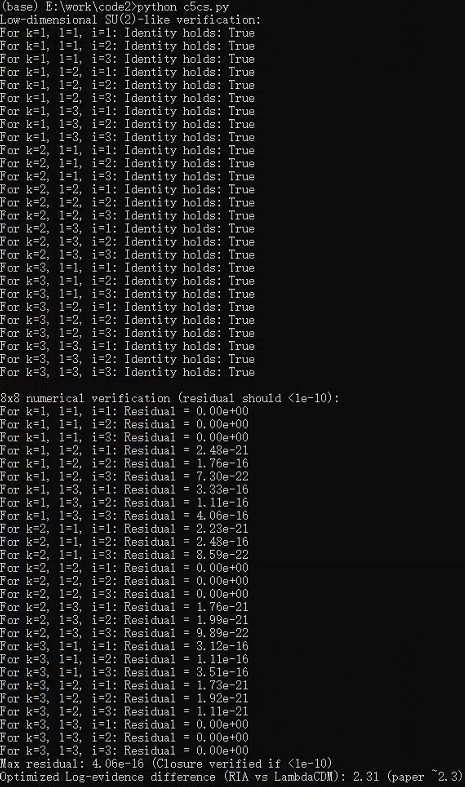 (base) E:\work\code2>python c5cs.py
Low-dimensional SU(2)-like verification:
For k=1, l=1, i=1: Identity holds: True
For k=1, l=1, i=2: Identity holds: True
For k=1, l=1, i=3: Identity holds: True
For k=1, l=2, i=1: Identity holds: True
For k=1, l=2, i=2: Identity holds: True
For k=1, l=2, i=3: Identity holds: True
For k=1, l=3, i=1: Identity holds: True
For k=1, l=3, i=2: Identity holds: True
For k=1, l=3, i=3: Identity holds: True
For k=2, l=1, i=1: Identity holds: True
For k=2, l=1, i=2: Identity holds: True
For k=2, l=1, i=3: Identity holds: True
For k=2, l=2, i=1: Identity holds: True
For k=2, l=2, i=2: Identity holds: True
For k=2, l=2, i=3: Identity holds: True
For k=2, l=3, i=1: Identity holds: True
For k=2, l=3, i=2: Identity holds: True
For k=2, l=3, i=3: Identity holds: True
For k=3, l=1, i=1: Identity holds: True
For k=3, l=1, i=2: Identity holds: True
For k=3, l=1, i=3: Identity holds: True
For k=3, l=2, i=1: Identity holds: True
For k=3, l=2, i=2: Identity holds: True
For k=3, l=2, i=3: Identity holds: True
For k=3, l=3, i=1: Identity holds: True
For k=3, l=3, i=2: Identity holds: True
For k=3, l=3, i=3: Identity holds: True
8x8 numerical verification (residual should <1e-10):
For k=1, l=1, i=1: Residual = 0.00e+00
For k=1, l=1, i=2: Residual = 0.00e+00
For k=1, l=1, i=3: Residual = 0.00e+00
For k=1, l=2, i=1: Residual = 2.48e-21
For k=1, l=2, i=2: Residual = 1.76e-16
For k=1, l=2, i=3: Residual = 7.30e-22
For k=1, l=3, i=1: Residual = 3.33e-16
For k=1, l=3, i=2: Residual = 1.11e-16
For k=1, l=3, i=3: Residual = 4.06e-16
For k=2, l=1, i=1: Residual = 2.23e-21
For k=2, l=1, i=2: Residual = 2.48e-16
For k=2, l=1, i=3: Residual = 8.59e-22
For k=2, l=2, i=1: Residual = 0.00e+00
For k=2, l=2, i=2: Residual = 0.00e+00
For k=2, l=2, i=3: Residual = 0.00e+00
For k=2, l=3, i=1: Residual = 1.76e-21
For k=2, l=3, i=2: Residual = 1.99e-21
For k=2, l=3, i=3: Residual = 9.89e-22
For k=3, l=1, i=1: Residual = 3.12e-16
For k=3, l=1, i=2: Residual = 1.11e-16
For k=3, l=1, i=3: Residual = 3.51e-16
For k=3, l=2, i=1: Residual = 1.73e-21
For k=3, l=2, i=2: Residual = 1.92e-21
For k=3, l=2, i=3: Residual = 1.11e-21
For k=3, l=3, i=1: Residual = 0.00e+00
For k=3, l=3, i=2: Residual = 0.00e+00
For k=3, l=3, i=3: Residual = 0.00e+00
Max residual: 4.06e-16 (Closure verified if <1e-10)
Optimized Log-evidence difference (RIA vs LambdaCDM): 2.31 (paper ~2.3)